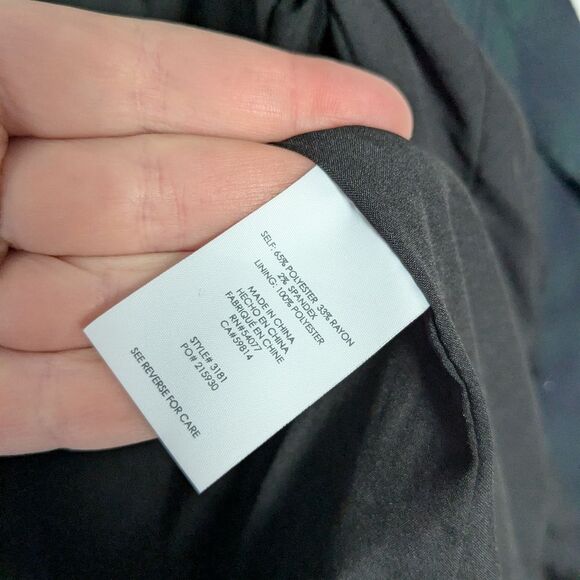 SELF: 65% POLYESTER 33% RAYON
2% SPANDEX
LINING: 100% POLYESTER
MADE IN CHINA
HECHO EN CHINA
FABRIQUÉ EN CHINE
RN#54077
CA#59814
STYLE# 3181
PO# 215930
SEE REVERSE FOR CARE